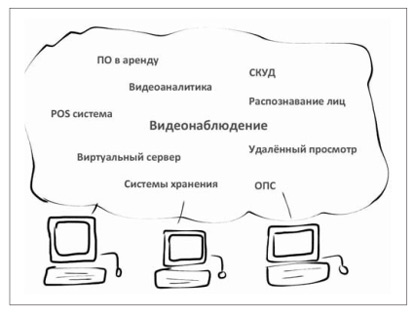 ПО в аренду
СКУД
Видеоаналитика
Распознавание лиц
POS система
Видеонаблюдение
Удалённый просмотр
Виртуальный сервер
Системы хранения
ОПС